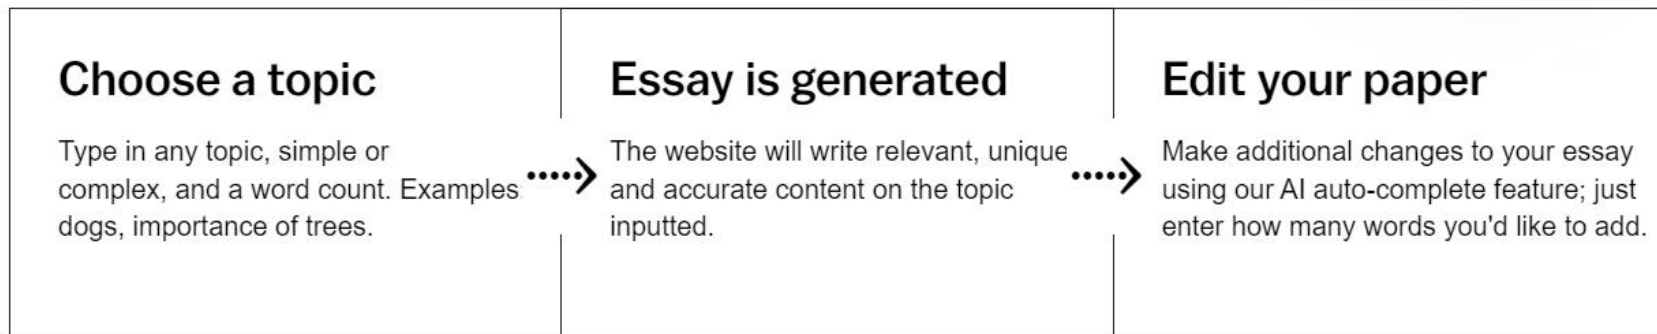 Choose a topic
Type in any topic, simple or
complex, and a word count. Examples:
dogs, importance of trees.
Essay is generated
The website will write relevant, unique
and accurate content on the topic
inputted.
Edit your paper
Make additional changes to your essay
using our AI auto-complete feature; just
enter how many words you'd like to add.